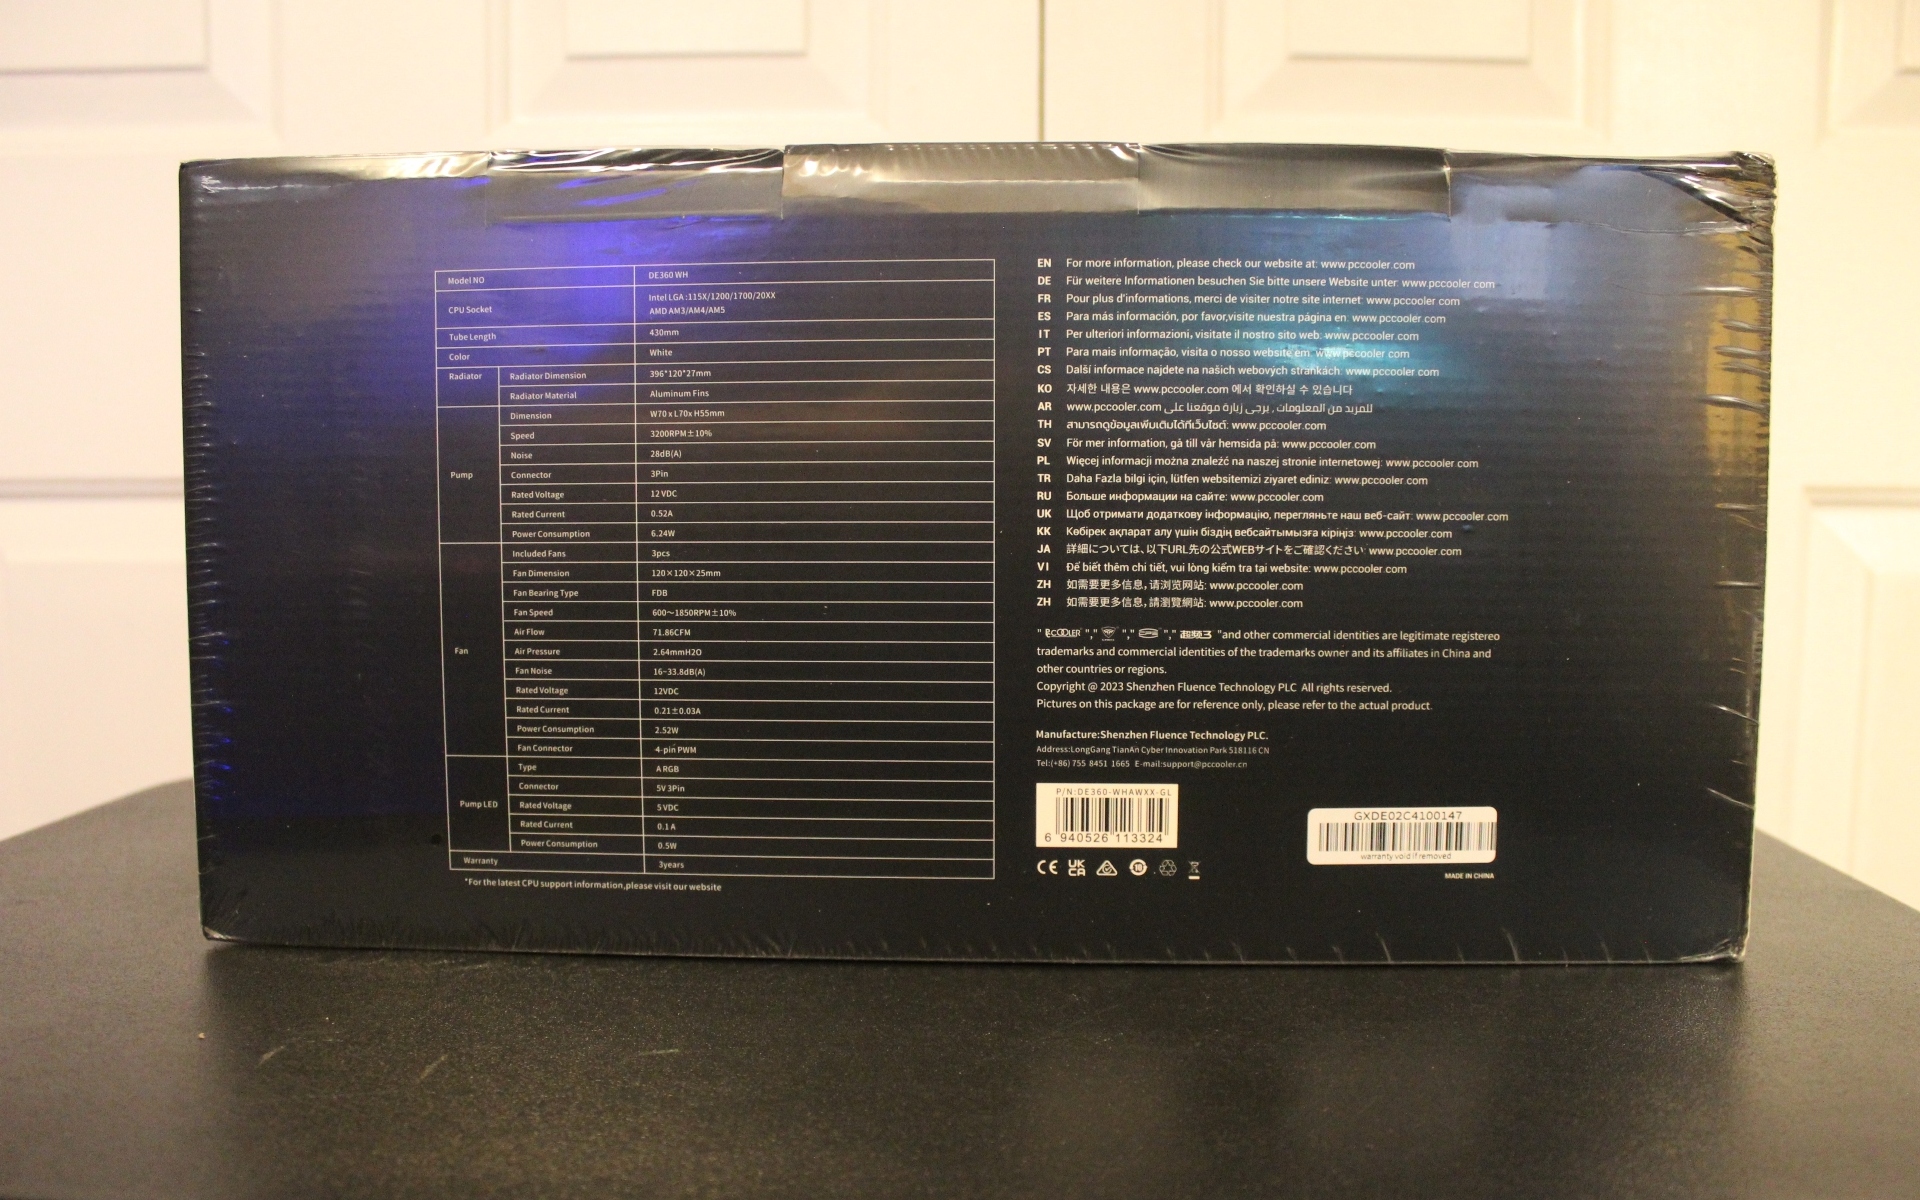 Model NO DE360 WH
CPU Socket Intel LGA :115X/1200/1700/20XX
AMD AM3/AM4/AM5
Tube Length 430mm
Color White
Radiator Radiator Dimension 396*120*27mm
Radiator Material Aluminum Fins
Pump Dimension W70 x L70x H55mm
Speed 3200RPM±10%
Noise 28dB(A)
Connector 3Pin
Rated Voltage 12 VDC
Rated Current 0.52A
Power Consumption 6.24W
Fan Included Fans 3pcs
Fan Dimension 120×120×25mm
Fan Bearing Type FDB
Fan Speed 600~1850RPM±10%
Air Flow 71.86CFM
Air Pressure 2.64mmH2O
Fan Noise 16~33.8dB(A)
Rated Voltage 12VDC
Rated Current 0.21±0.03A
Power Consumption 2.52W
Fan Connector 4-pin PWM
Pump LED Type ARGB
Connector 5V 3Pin
Rated Voltage 5 VDC
Rated Current 0.1 A
Power Consumption 0.5W
Warranty 3years
*For the latest CPU support information,please visit our website
EN For more information, please check our website at: www.pccooler.com
DE Für weitere Informationen besuchen Sie bitte unsere Website unter: www.pccooler.com
FR Pour plus d'informations, merci de visiter notre site internet: www.pccooler.com
ES Para más información, por favor,visite nuestra página en: www.pccooler.com
IT Per ulteriori informazioni, visitate il nostro sito web: www.pccooler.com
PT Para mais informação, visita o nosso website em: www.pccooler.com
CS Další informace najdete na našich webových stránkách: www.pccooler.com
KO 자세한 내용은 www.pccooler.com 에서 확인하실 수 있습니다
AR للمزيد من المعلومات , يرجى زيارة موقعنا على www.pccooler.com
TH สามารถดูข้อมูลเพิ่มเติมได้ที่เว็บไซต์: www.pccooler.com
SV För mer information, gå till vår hemsida på: www.pccooler.com
PL Więcej informacji można znaleźć na naszej stronie internetowej: www.pccooler.com
TR Daha Fazla bilgi için, lütfen websitemizi ziyaret ediniz: www.pccooler.com
RU Больше информации на сайте: www.pccooler.com
UK Щоб отримати додаткову інформацію, перегляньте наш веб-сайт: www.pccooler.com
KK Көбірек ақпарат алу үшін біздің вебсайтымызға кіріңіз: www.pccooler.com
JA 詳細については、以下URL先の公式WEBサイトをご確認ください: www.pccooler.com
VI Để biết thêm chi tiết, vui lòng kiểm tra tại website: www.pccooler.com
ZH 如需要更多信息，请浏览网站: www.pccooler.com
ZH 如需要更多信息，請瀏覽網站: www.pccooler.com
" PCCOOLER "," "," "," 超频三 "and other commercial identities are legitimate registereo
trademarks and commercial identities of the trademarks owner and its affiliates in China and
other countries or regions.
Copyright @ 2023 Shenzhen Fluence Technology PLC All rights reserved.
Pictures on this package are for reference only, please refer to the actual product.
Manufacture:Shenzhen Fluence Technology PLC.
Address:LongGang TianAn Cyber Innovation Park 518116 CN
Tel:(+86) 755 8451 1665 E-mail:support@pccooler.cn
P/N:DE360-WHAWXX-GL
6 940526 113324
GXDE02C4100147
warranty void if removed
CE UK CA 10
MADE IN CHINA